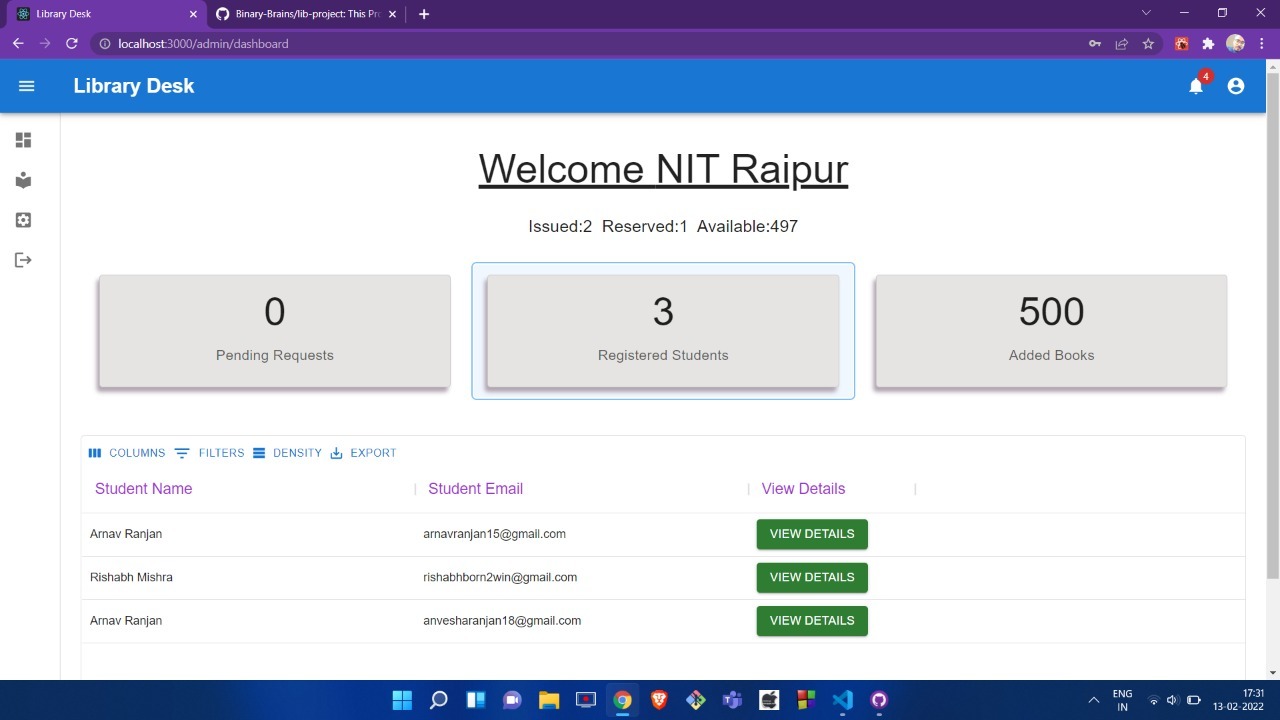 Library Desk
Binary-Brains/lib-project: This Pr
localhost:3000/admin/dashboard
Library Desk
4
Welcome NIT Raipur
Issued:2 Reserved:1 Available:497
0
Pending Requests
3
Registered Students
500
Added Books
COLUMNS FILTERS DENSITY EXPORT
Student Name Student Email View Details
Arnav Ranjan arnavranjan15@gmail.com VIEW DETAILS
Rishabh Mishra rishabhborn2win@gmail.com VIEW DETAILS
Arnav Ranjan anvesharanjan18@gmail.com VIEW DETAILS
ENG
IN
17:31
13-02-2022